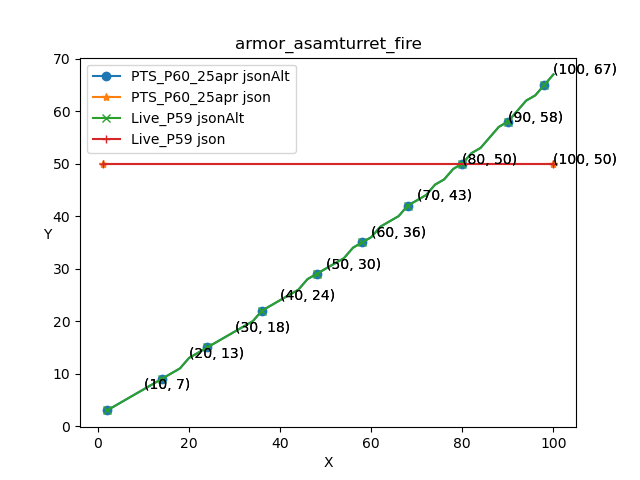 armor_asamturret_fire
PTS_P60_25apr jsonAlt
PTS_P60_25apr json
Live_P59 jsonAlt
Live_P59 json
70
60
50
40
30
20
10
0
Y
(100, 67)
(90, 58)
(80, 50)
(100, 50)
(70, 43)
(60, 36)
(50, 30)
(40, 24)
(30, 18)
(20, 13)
(10, 7)
0 20 40 60 80 100
X